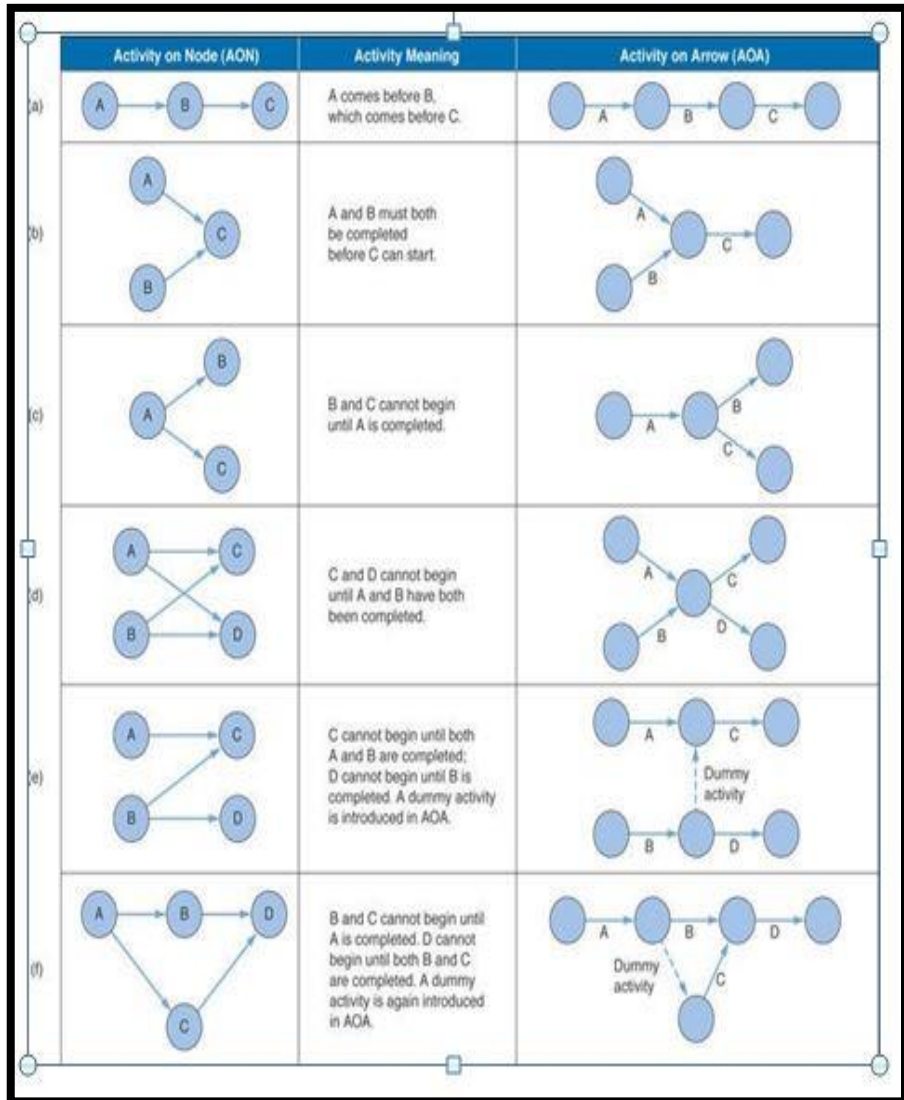 Activity on Node (AON)
Activity Meaning
Activity on Arrow (AOA)
(a)
A
B
C
A comes before B,
which comes before C.
A
B
C
(b)
A
B
C
A and B must both
be completed
before C can start.
A
B
C
(c)
A
B
C
B and C cannot begin
until A is completed.
A
B
C
(d)
A
B
C
D
C and D cannot begin
until A and B have both
been completed.
A
B
C
D
(e)
A
B
C
D
C cannot begin until both
A and B are completed;
D cannot begin until B is
completed. A dummy activity
is introduced in AOA.
A
C
Dummy
activity
B
D
(f)
A
B
D
C
B and C cannot begin until
A is completed. D cannot
begin until both B and C
are completed. A dummy
activity is again introduced
in AOA.
A
B
D
Dummy
activity
C